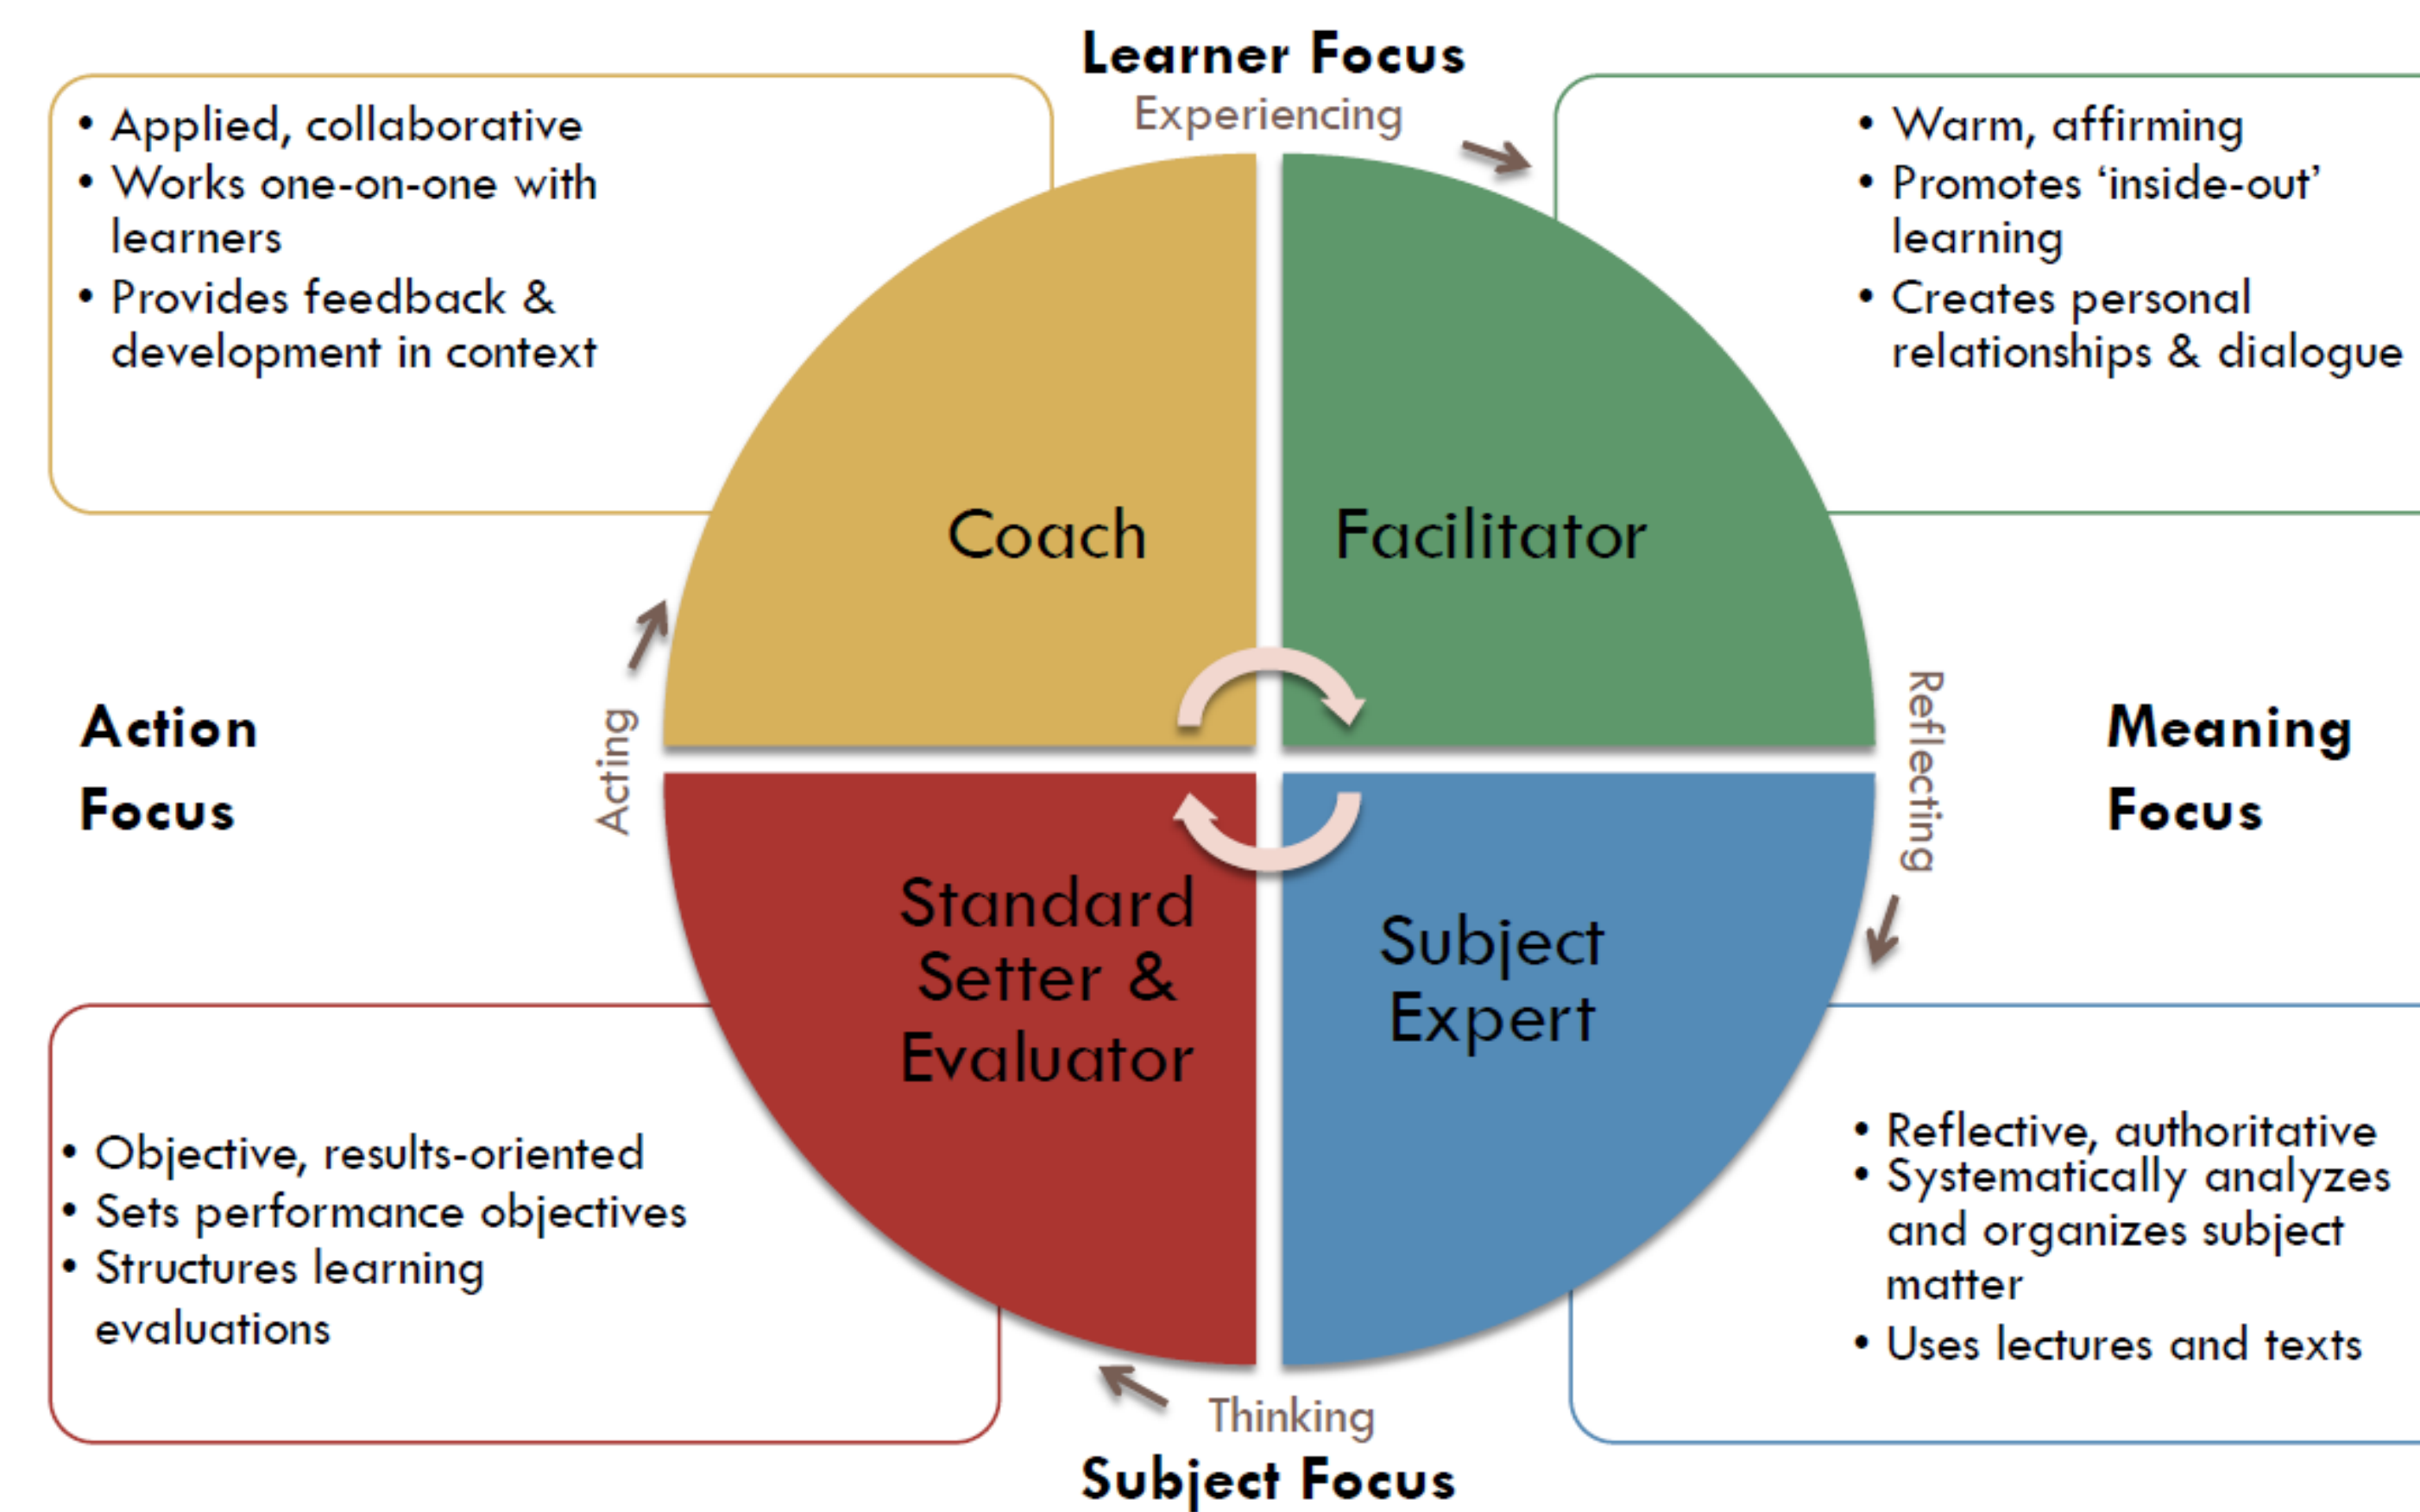 Learner Focus
Experiencing
• Applied, collaborative
• Works one-on-one with
learners
• Provides feedback &
development in context
• Warm, affirming
• Promotes ‘inside-out’
learning
• Creates personal
relationships & dialogue
Coach
Facilitator
Action
Focus
Acting
Reflecting
Meaning
Focus
Standard
Setter &
Evaluator
Subject
Expert
• Objective, results-oriented
• Sets performance objectives
• Structures learning
evaluations
• Reflective, authoritative
• Systematically analyzes
and organizes subject
matter
• Uses lectures and texts
Thinking
Subject Focus